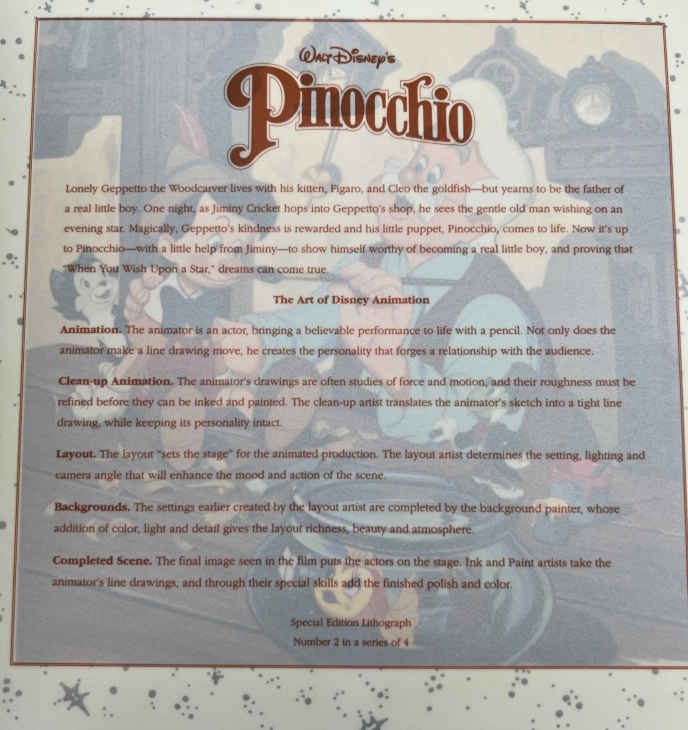 Walt Disney's
Pinocchio
Lonely Geppetto the Woodcarver lives with his kitten, Figaro, and Cleo the goldfish—but yearns to be the father of
a real little boy. One night, as Jiminy Cricket hops into Geppetto's shop, he sees the gentle old man wishing on an
evening star. Magically, Geppetto's kindness is rewarded and his little puppet, Pinocchio, comes to life. Now it's up
to Pinocchio—with a little help from Jiminy—to show himself worthy of becoming a real little boy, and proving that
"When You Wish Upon a Star," dreams can come true.
The Art of Disney Animation
Animation. The animator is an actor, bringing a believable performance to life with a pencil. Not only does the
animator make a line drawing move, he creates the personality that forges a relationship with the audience.
Clean-up Animation. The animator's drawings are often studies of force and motion, and their roughness must be
refined before they can be inked and painted. The clean-up artist translates the animator's sketch into a tight line
drawing, while keeping its personality intact.
Layout. The layout "sets the stage" for the animated production. The layout artist determines the setting, lighting and
camera angle that will enhance the mood and action of the scene.
Backgrounds. The settings earlier created by the layout artist are completed by the background painter, whose
addition of color, light and detail gives the layout richness, beauty and atmosphere.
Completed Scene. The final image seen in the film puts the actors on the stage. Ink and Paint artists take the
animator's line drawings, and through their special skills add the finished polish and color.
Special Edition Lithograph
Number 2 in a series of 4